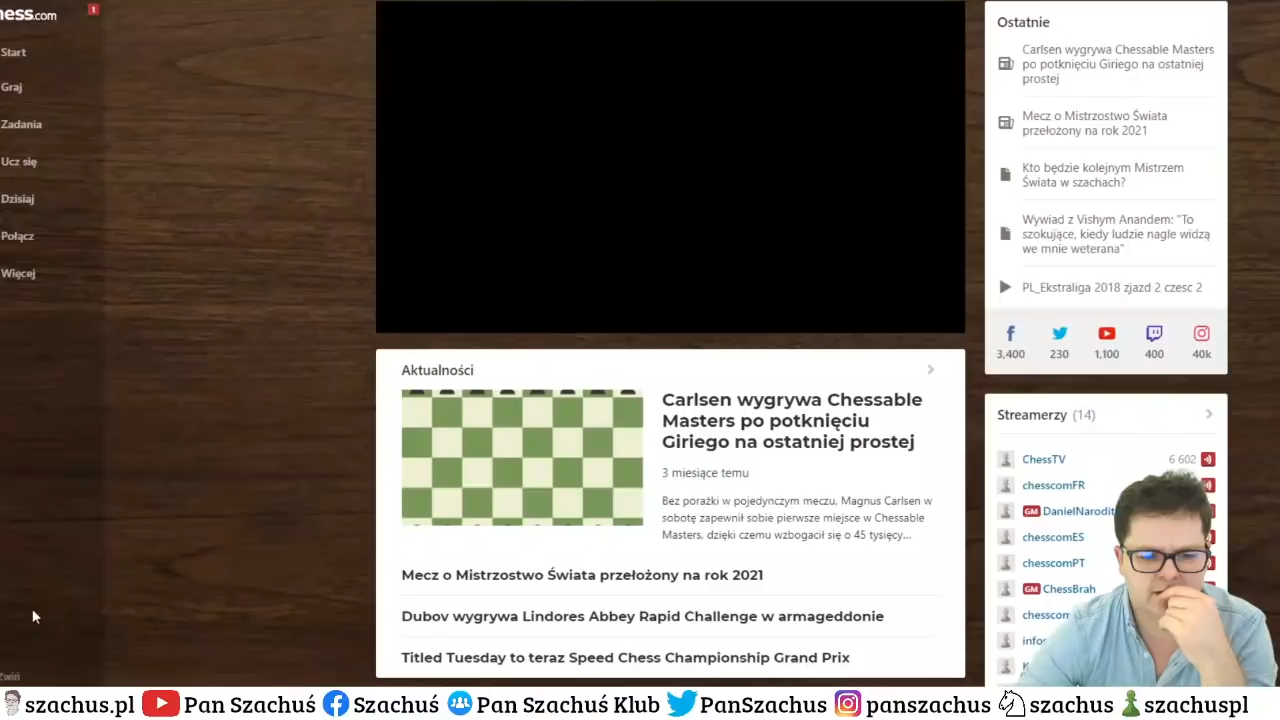 ness.com
1
Start
Graj
Zadania
Ucz się
Dzisiaj
Połącz
Więcej
Zwiń
Aktualności
Carlsen wygrywa Chessable
Masters po potknięciu
Giriego na ostatniej prostej
3 miesiące temu
Bez porażki w pojedynczym meczu. Magnus Carlsen w
sobotę zapewnił sobie pierwsze miejsce w Chessable
Masters, dzięki czemu wzbogacił się o 45 tysięcy...
Mecz o Mistrzostwo Świata przełożony na rok 2021
Dubov wygrywa Lindores Abbey Rapid Challenge w armageddonie
Titled Tuesday to teraz Speed Chess Championship Grand Prix
Ostatnie
Carlsen wygrywa Chessable Masters
po potknięciu Giriego na ostatniej
prostej
Mecz o Mistrzostwo Świata
przełożony na rok 2021
Kto będzie kolejnym Mistrzem
Świata w szachach?
Wywiad z Vishym Anandem: "To
szokujące, kiedy ludzie nagle widzą
we mnie weterana"
PL_Ekstraliga 2018 zjazd 2 czesc 2
3,400 230 1,100 400 40k
Streamerzy (14)
ChessTV 6 602
chesscomFR
GM DanielNarodit
chesscomES
chesscomPT
GM ChessBrah
chesscom
infos
K
szachus.pl Pan Szachuś Szachuś Pan Szachuś Klub PanSzachus panszachus szachus szachuspl